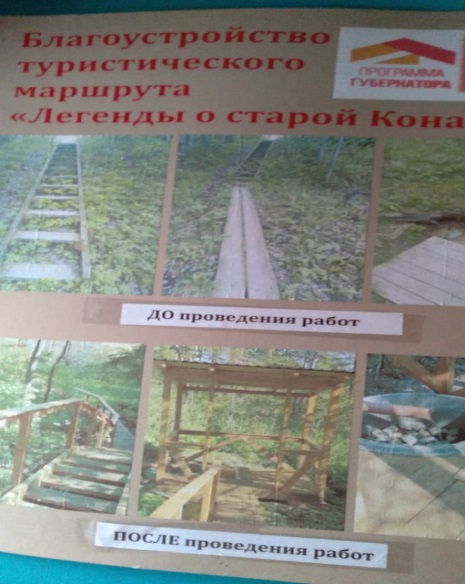 Благоустройство
туристического
маршрута
«Легенды о старой Кона
ПРОГРАММА
ГУБЕРНАТОРА
ДО проведения работ
ПОСЛЕ проведения работ